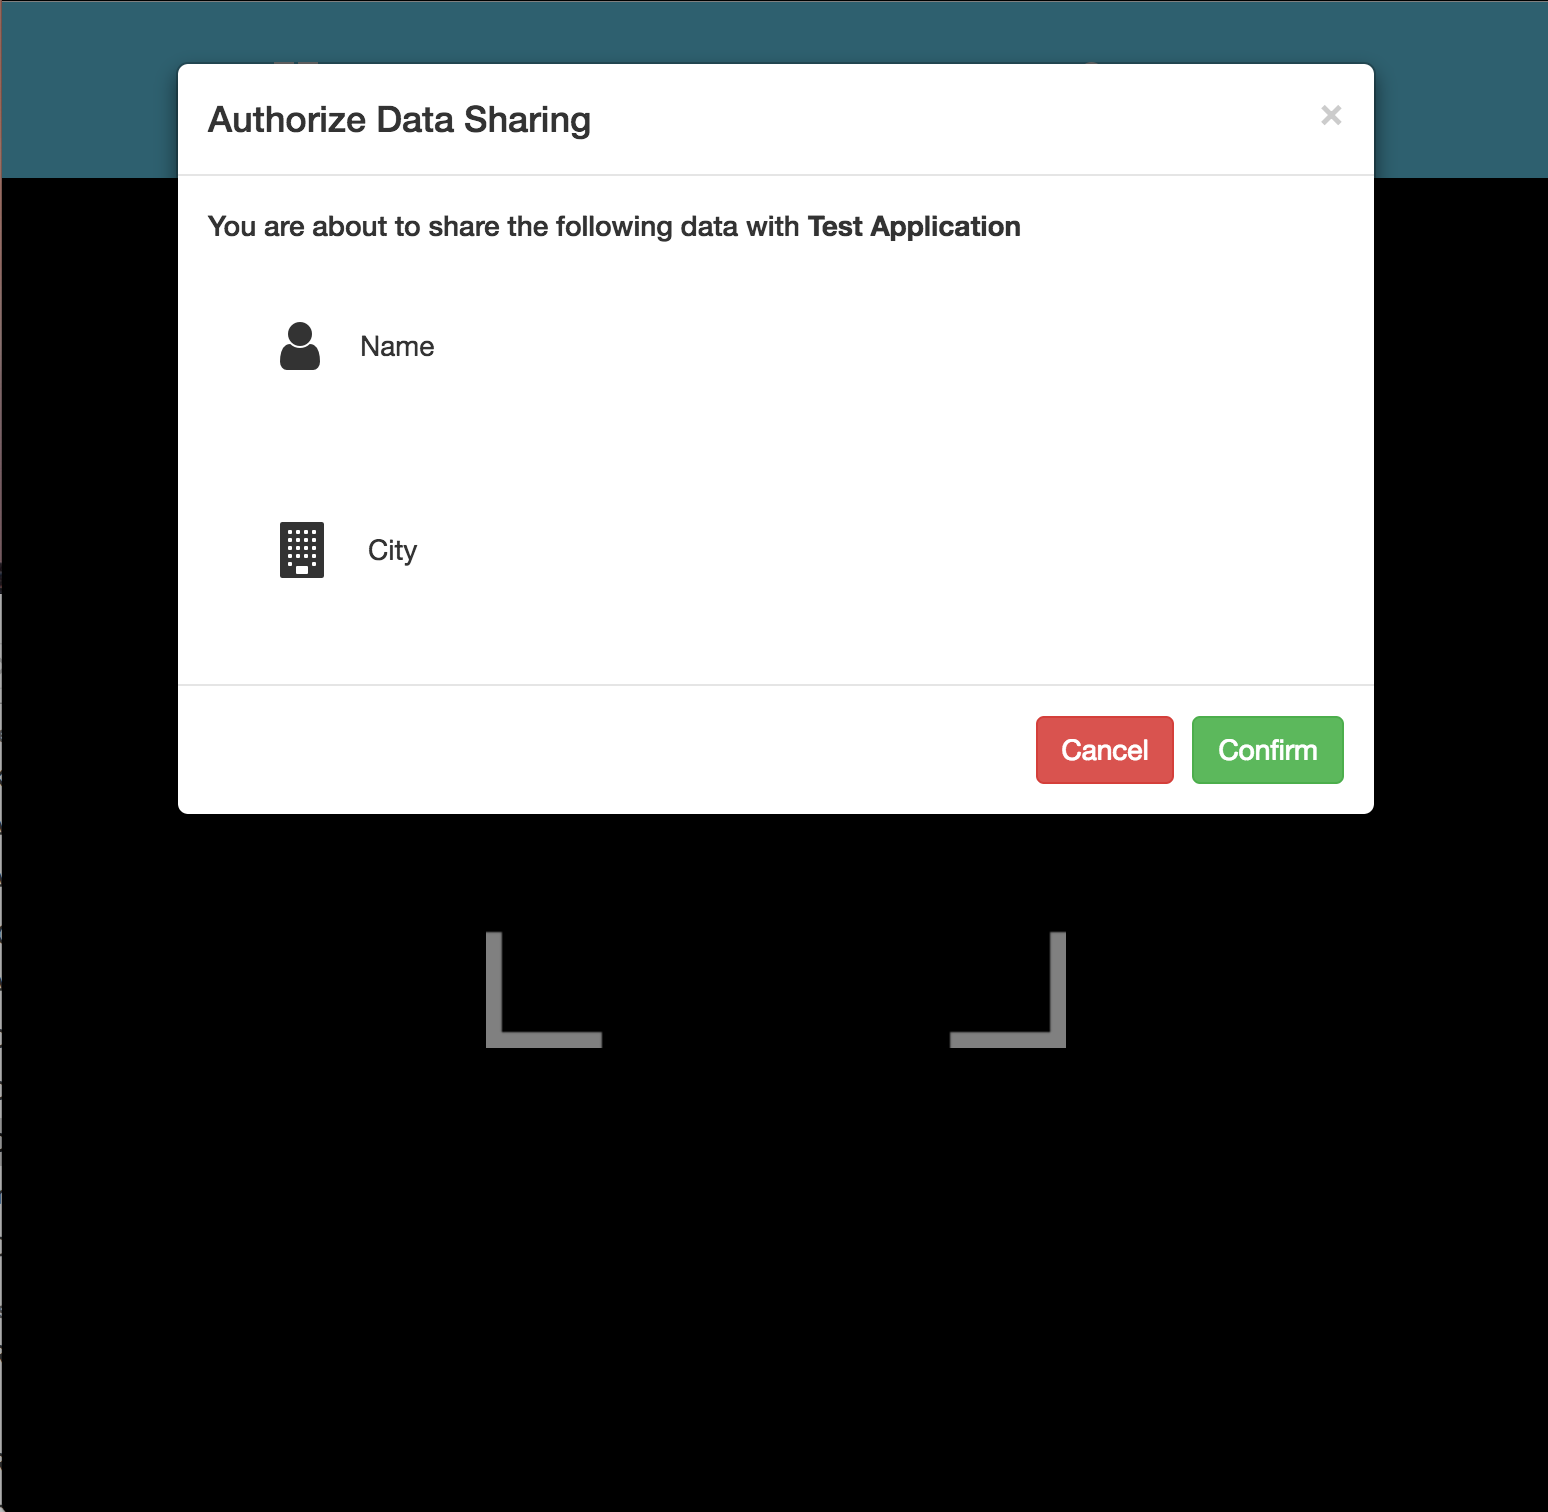 Authorize Data Sharing ×
You are about to share the following data with Test Application
Name
City
Cancel Confirm